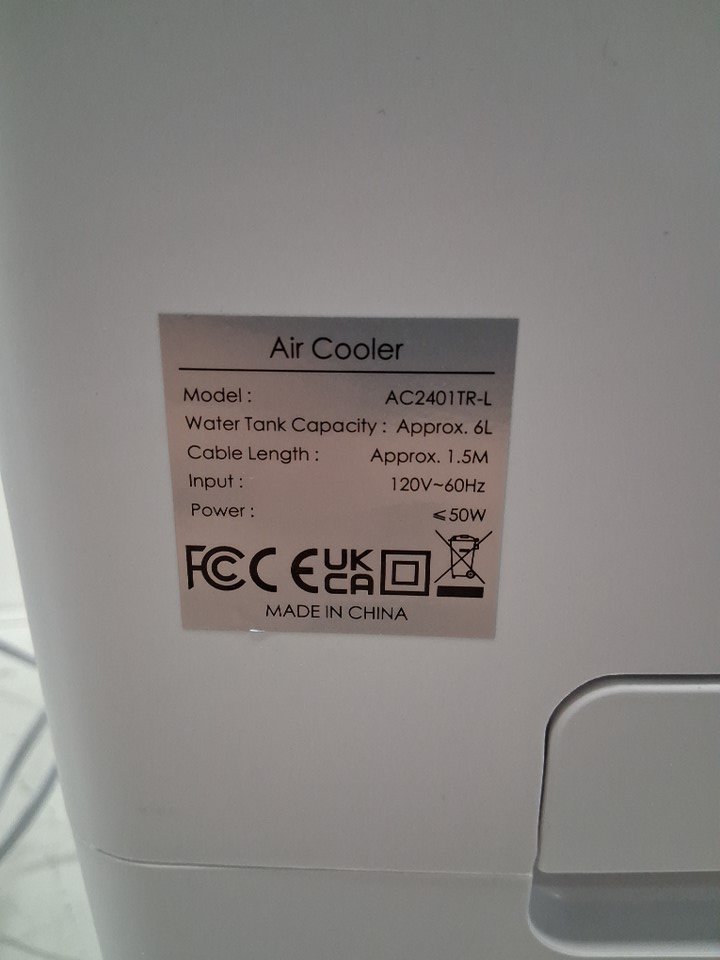 Air Cooler
Model : AC2401TR-L
Water Tank Capacity : Approx. 6L
Cable Length : Approx. 1.5M
Input : 120V~60Hz
Power : ⩽50W
FC CE UK
CA
MADE IN CHINA